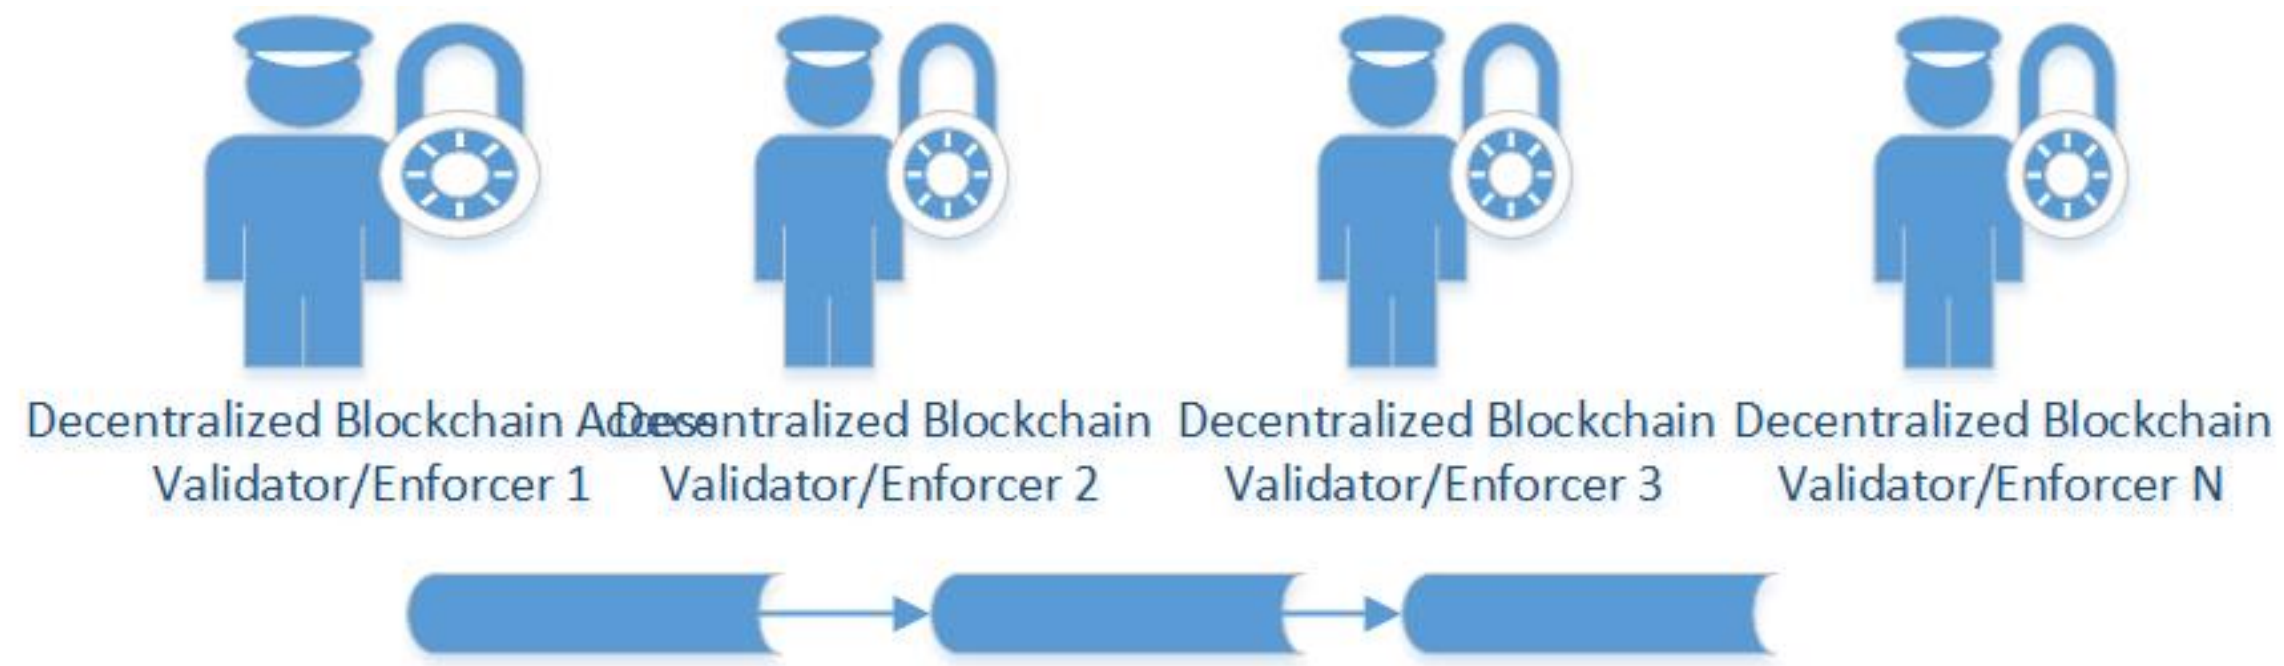 Decentralized Blockchain Access
Validator/Enforcer 1
Decentralized Blockchain
Validator/Enforcer 2
Decentralized Blockchain
Validator/Enforcer 3
Decentralized Blockchain
Validator/Enforcer N